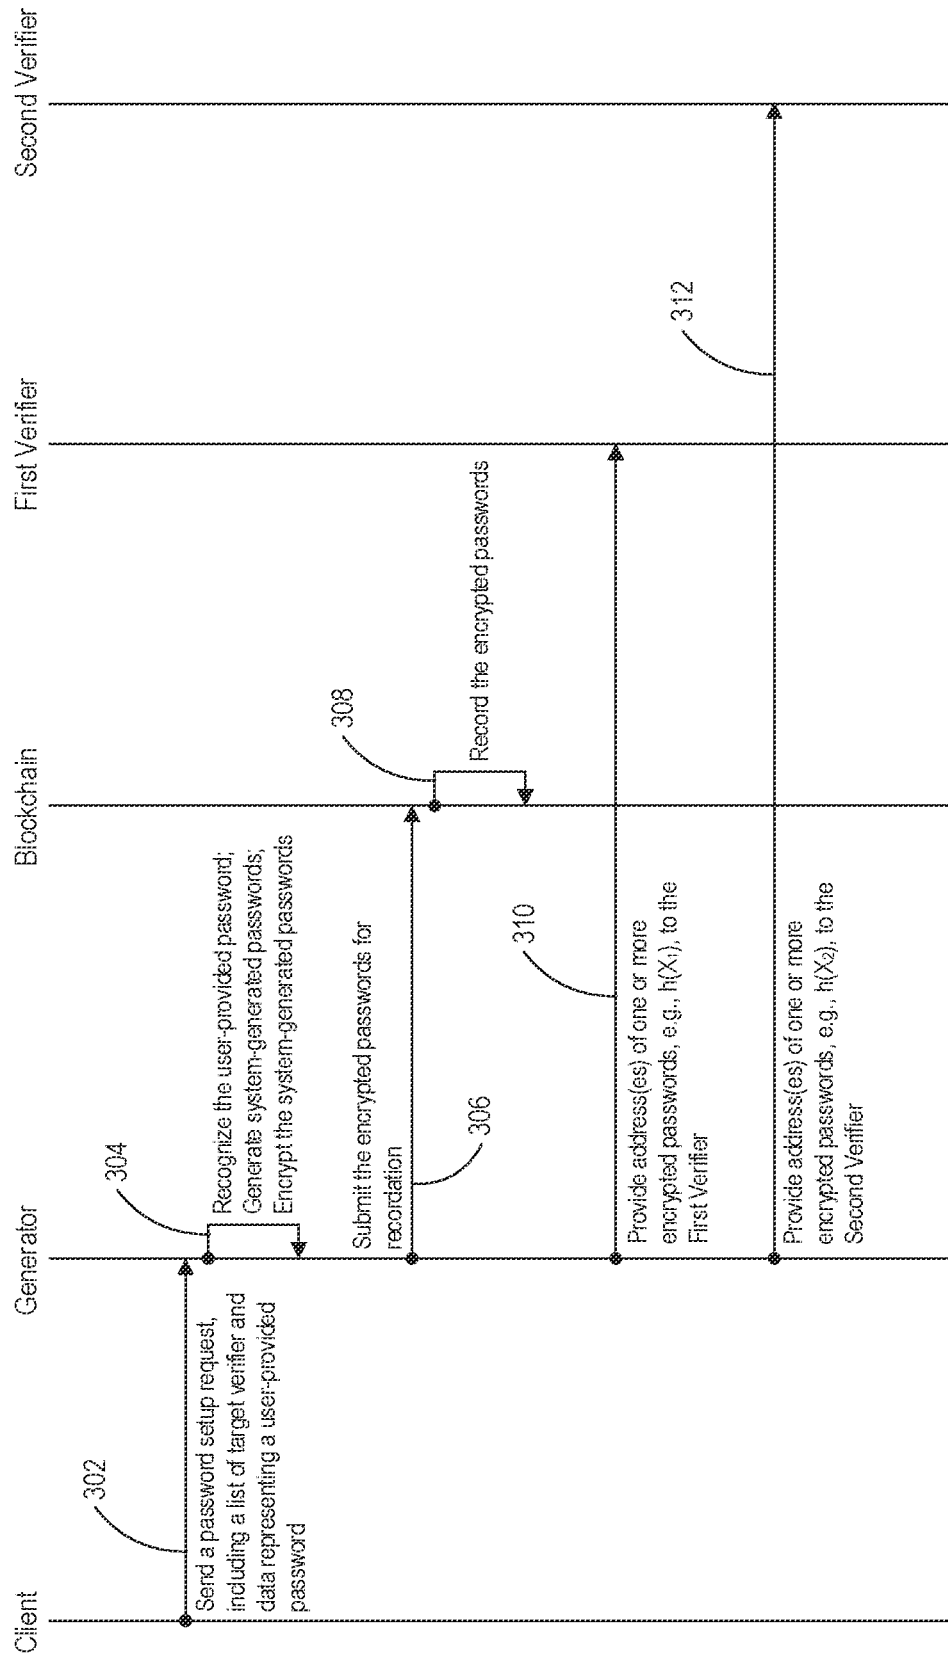 Client
Generator
Blockchain
First Verifier
Second Verifier
302
Send a password setup request,
including a list of target verifier and
data representing a user-provided
password
304
Recognize the user-provided password;
Generate system-generated passwords;
Encrypt the system-generated passwords
Submit the encrypted passwords for
recordation
306
308
Record the encrypted passwords
310
Provide address(es) of one or more
encrypted passwords, e.g., h(X₁), to the
First Verifier
312
Provide address(es) of one or more
encrypted passwords, e.g., h(X₂), to the
Second Verifier